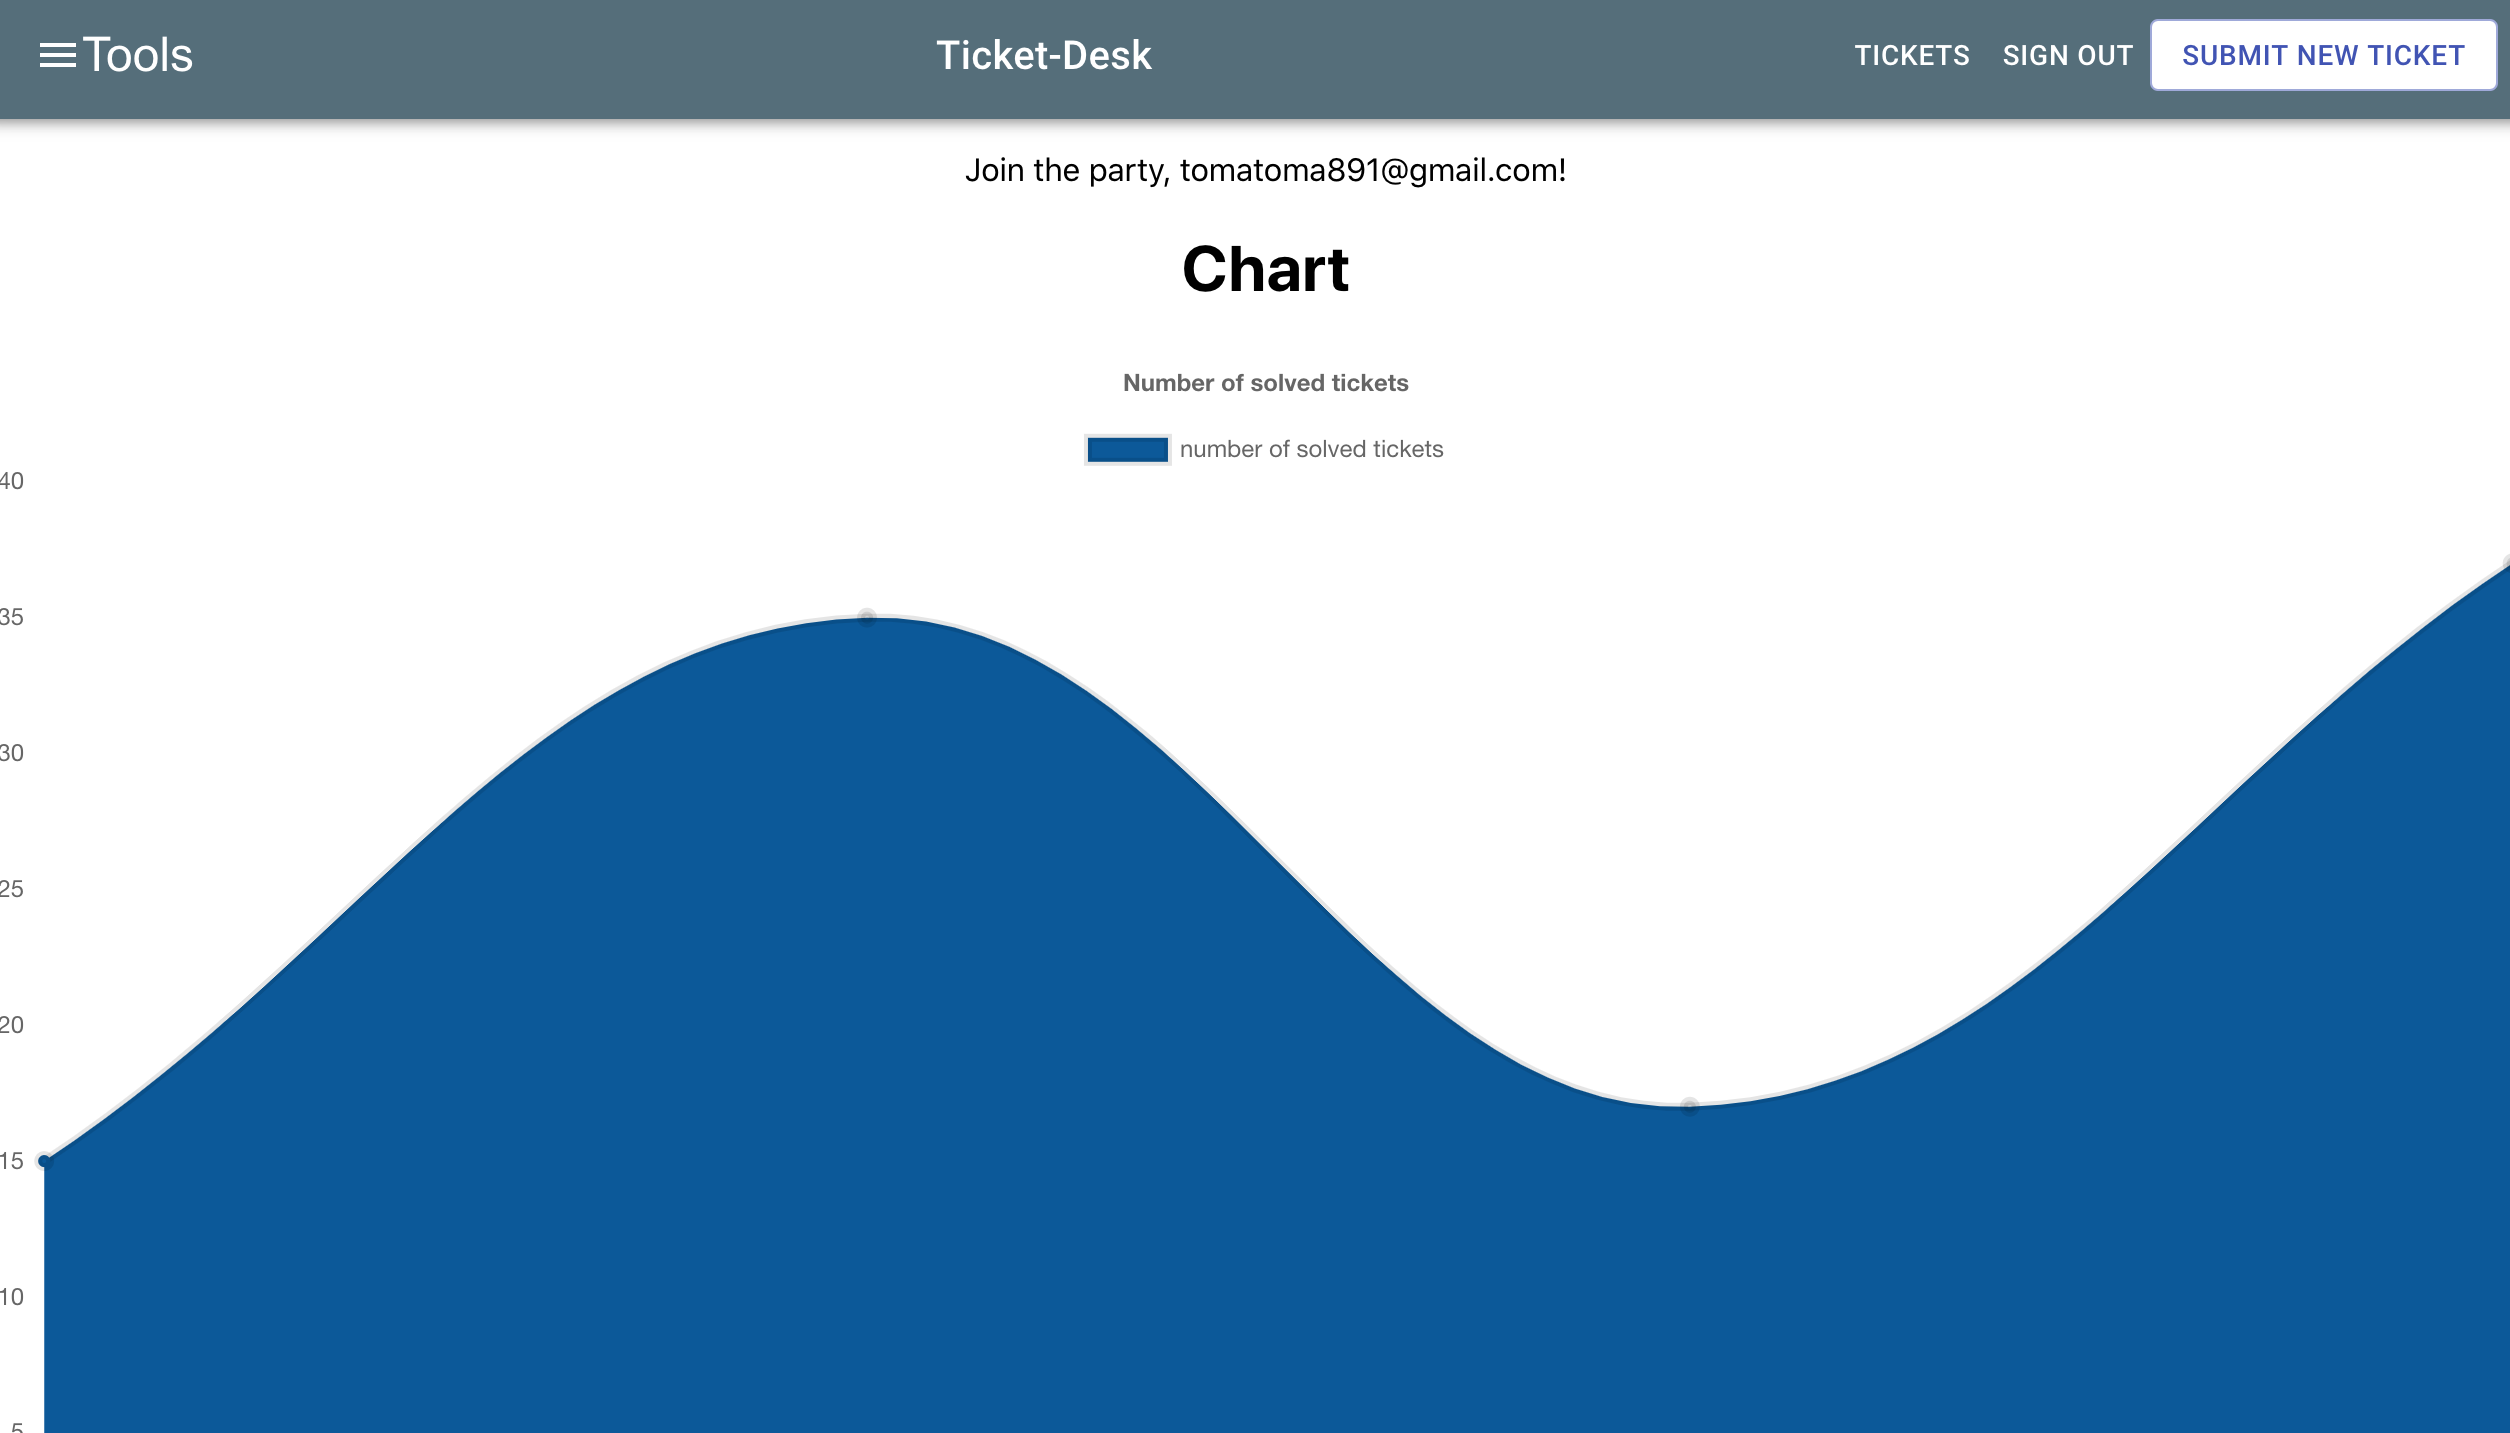 Tools
Ticket-Desk
TICKETS
SIGN OUT
SUBMIT NEW TICKET
Join the party, tomatoma891@gmail.com!
Chart
Number of solved tickets
number of solved tickets
40
35
30
25
20
15
10
5